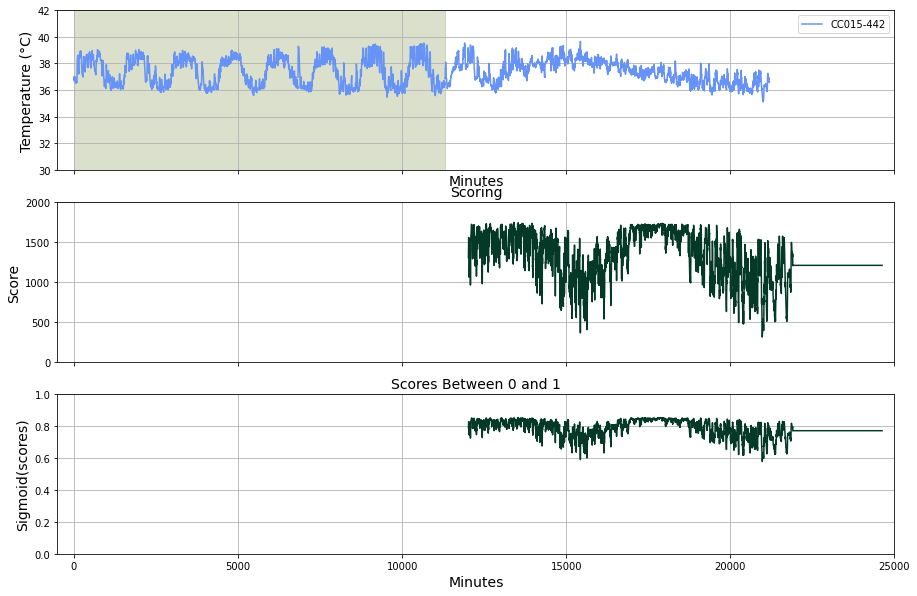 42
40
38
36
34
32
30
Temperature (°C)
CC015-442
Minutes
Scoring
2000
1500
1000
500
0
Score
Scores Between 0 and 1
1.0
0.8
0.6
0.4
0.2
0.0
Sigmoid(scores)
0 5000 10000 15000 20000 25000
Minutes